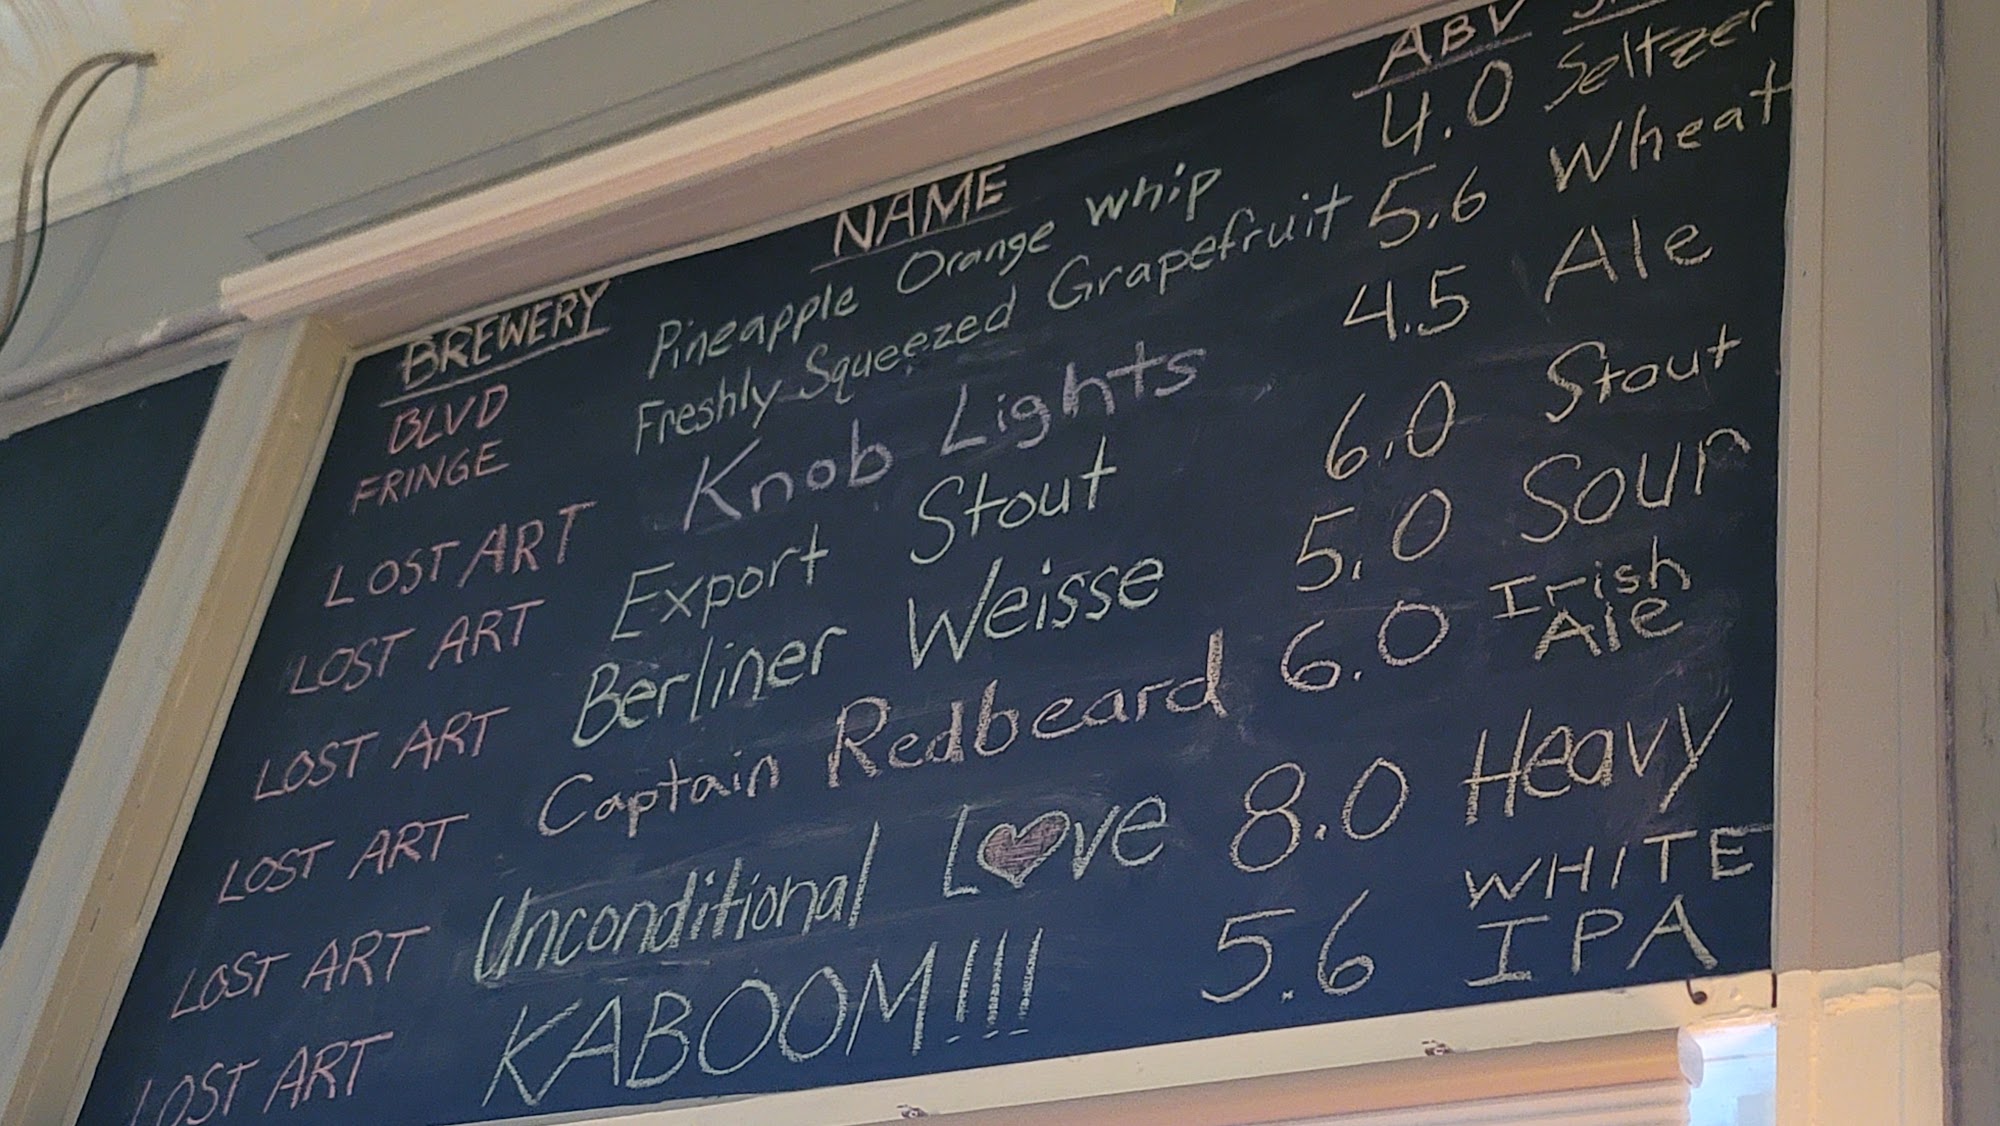 BREWERY NAME ABV
BLVD Pineapple Orange Whip 4.0 Seltzer
FRINGE Freshly Squeezed Grapefruit 5.6 Wheat
LOST ART Knob Lights 4.5 Ale
LOST ART Export Stout 6.0 Stout
LOST ART Berliner Weisse 5.0 Sour
LOST ART Captain Redbeard 6.0 Irish Ale
LOST ART Unconditional L❤ve 8.0 Heavy
LOST ART KABOOM!!! 5.6 WHITE IPA